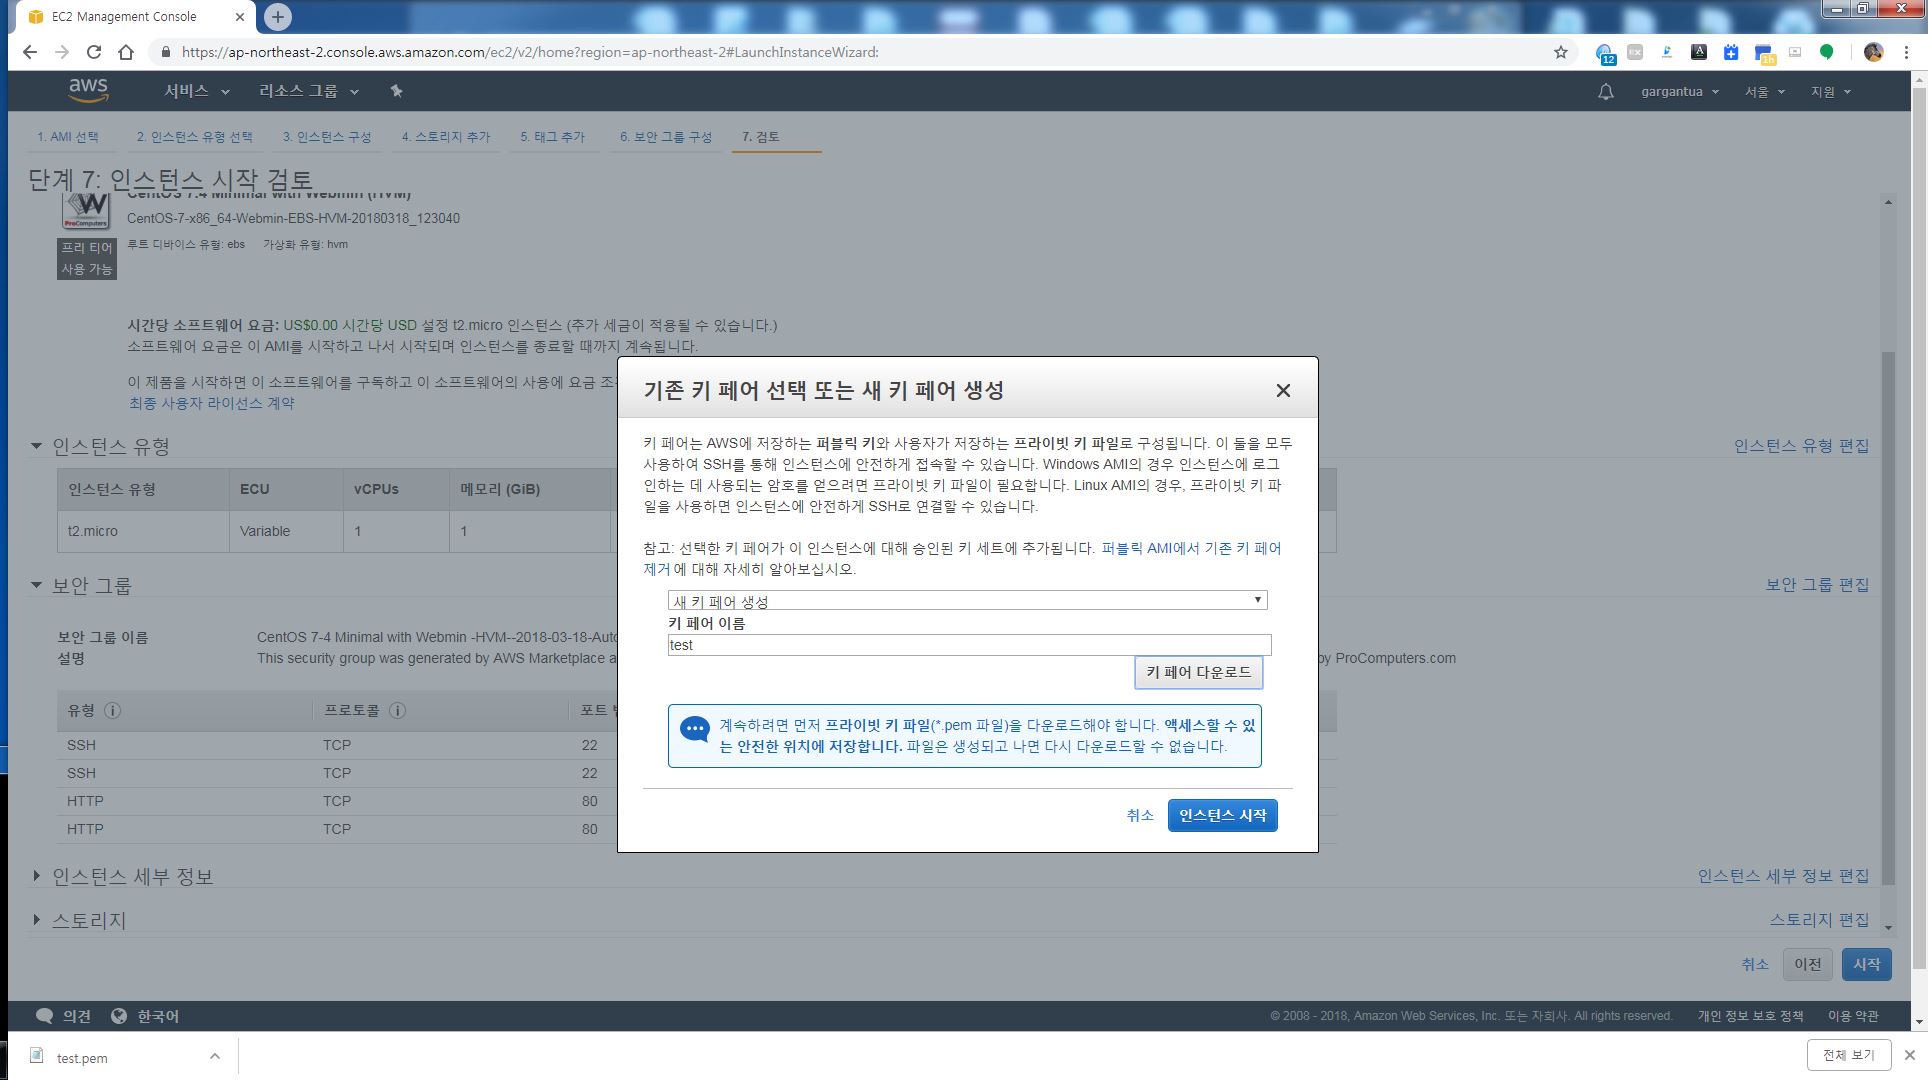 EC2 Management Console
https://ap-northeast-2.console.aws.amazon.com/ec2/v2/home?region=ap-northeast-2#LaunchInstanceWizard:
12
1h
aws 서비스 리소스 그룹 gargantua 서울 지원
1. AMI 선택 2. 인스턴스 유형 선택 3. 인스턴스 구성 4. 스토리지 추가 5. 태그 추가 6. 보안 그룹 구성 7. 검토
단계 7: 인스턴스 시작 검토
CentOS 7.4 Minimal with Webmin (HVM)
W
ProComputers
CentOS-7-x86_64-Webmin-EBS-HVM-20180318_123040
프리 티어
사용 가능
루트 디바이스 유형: ebs 가상화 유형: hvm
시간당 소프트웨어 요금: US$0.00 시간당 USD 설정 t2.micro 인스턴스 (추가 세금이 적용될 수 있습니다.)
소프트웨어 요금은 이 AMI를 시작하고 나서 시작되며 인스턴스를 종료할 때까지 계속됩니다.
이 제품을 시작하면 이 소프트웨어를 구독하고 이 소프트웨어의 사용에 요금
최종 사용자 라이선스 계약
인스턴스 유형
인스턴스 유형 편집
인스턴스 유형 ECU vCPUs 메모리 (GiB)
t2.micro Variable 1 1
보안 그룹
보안 그룹 편집
보안 그룹 이름 CentOS 7-4 Minimal with Webmin -HVM--2018-03-18-Auto
설명 This security group was generated by AWS Marketplace a
by ProComputers.com
유형 프로토콜 포트
SSH TCP 22
SSH TCP 22
HTTP TCP 80
HTTP TCP 80
인스턴스 세부 정보
인스턴스 세부 정보 편집
스토리지
스토리지 편집
취소 이전 시작
기존 키 페어 선택 또는 새 키 페어 생성
키 페어는 AWS에 저장하는 퍼블릭 키와 사용자가 저장하는 프라이빗 키 파일로 구성됩니다. 이 둘을 모두
사용하여 SSH를 통해 인스턴스에 안전하게 접속할 수 있습니다. Windows AMI의 경우 인스턴스에 로그
인하는 데 사용되는 암호를 얻으려면 프라이빗 키 파일이 필요합니다. Linux AMI의 경우, 프라이빗 키 파
일을 사용하면 인스턴스에 안전하게 SSH로 연결할 수 있습니다.
참고: 선택한 키 페어가 이 인스턴스에 대해 승인된 키 세트에 추가됩니다. 퍼블릭 AMI에서 기존 키 페어
제거 에 대해 자세히 알아보십시오.
새 키 페어 생성
키 페어 이름
test
키 페어 다운로드
계속하려면 먼저 프라이빗 키 파일(*.pem 파일)을 다운로드해야 합니다. 액세스할 수 있
는 안전한 위치에 저장합니다. 파일은 생성되고 나면 다시 다운로드할 수 없습니다.
취소 인스턴스 시작
의견 한국어
© 2008 - 2018, Amazon Web Services, Inc. 또는 자회사. All rights reserved. 개인 정보 보호 정책 이용 약관
test.pem
전체 보기